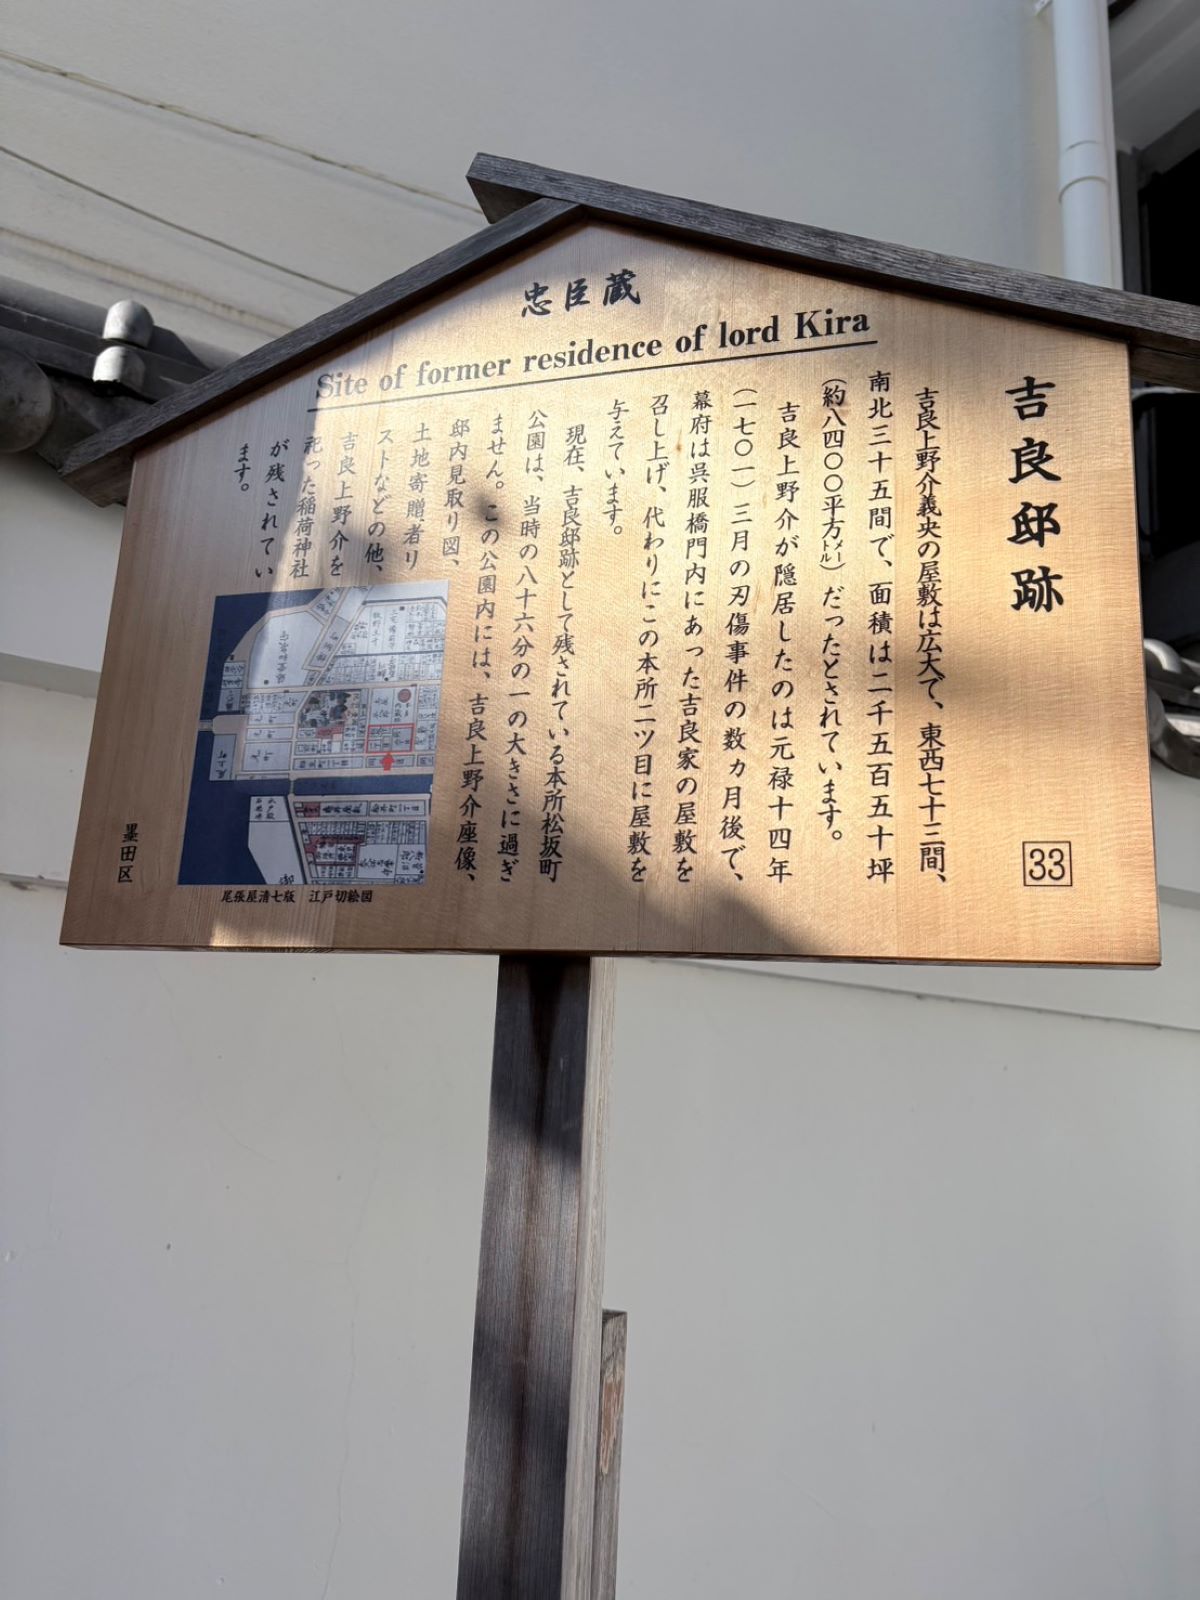 忠臣蔵
Site of former residence of lord Kira
吉良邸跡
33
吉良上野介義央の屋敷は広大で、東西七十三間、
南北三十五間で、面積は二千五百五十坪
（約八四〇〇平方メートル）だったとされています。
吉良上野介が隠居したのは元禄十四年
（一七〇一）三月の刃傷事件の数ヵ月後で、
幕府は呉服橋門内にあった吉良家の屋敷を
召し上げ、代わりにこの本所二ツ目に屋敷を
与えています。
現在、吉良邸跡として残されている本所松坂町
公園は、当時の八十六分の一の大きさに過ぎ
ません。この公園内には、吉良上野介座像、
邸内見取り図、
土地寄贈者リ
ストなどの他、
吉良上野介を
祀った稲荷神社
が残されてい
ます。
尾張屋清七版　江戸切絵図
墨田区